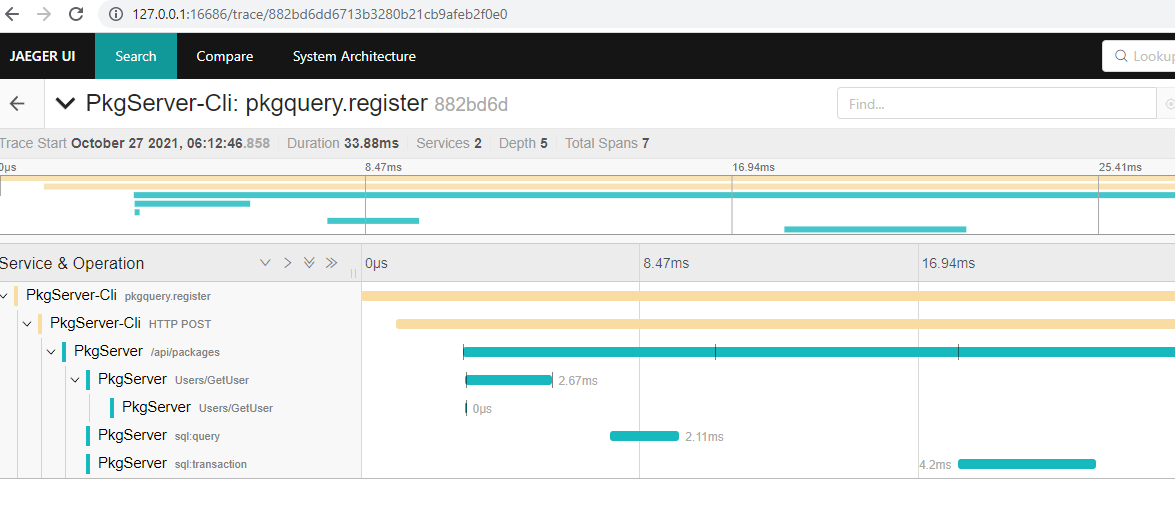 127.0.0.1:16686/trace/882bd6dd6713b3280b21cb9afeb2f0e0
JAEGER UI Search Compare System Architecture Lookup
PkgServer-Cli: pkgquery.register 882bd6d Find...
Trace Start October 27 2021, 06:12:46.858 Duration 33.88ms Services 2 Depth 5 Total Spans 7
0μs 8.47ms 16.94ms 25.41ms
Service & Operation 0μs 8.47ms 16.94ms
PkgServer-Cli pkgquery.register
PkgServer-Cli HTTP POST
PkgServer /api/packages
PkgServer Users/GetUser 2.67ms
PkgServer Users/GetUser 0μs
PkgServer sql:query 2.11ms
PkgServer sql:transaction 4.2ms